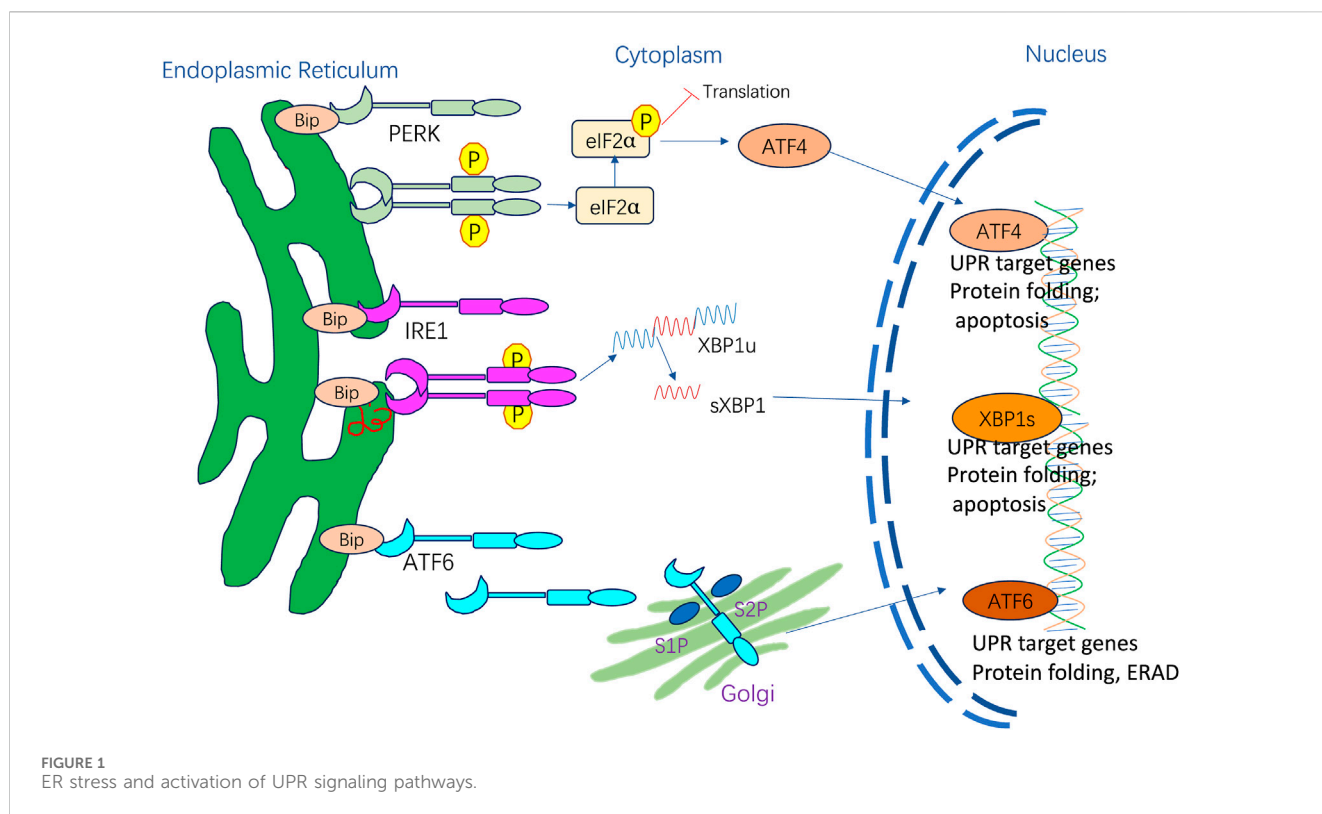 Endoplasmic Reticulum
Cytoplasm
Nucleus
Bip
PERK
P
P
eIF2α
P
eIF2α
Translation
ATF4
ATF4
UPR target genes
Protein folding;
apoptosis
Bip
IRE1
Bip
P
P
XBP1u
sXBP1
XBP1s
UPR target genes
Protein folding;
apoptosis
Bip
ATF6
S2P
S1P
Golgi
ATF6
UPR target genes
Protein folding, ERAD
FIGURE 1
ER stress and activation of UPR signaling pathways.